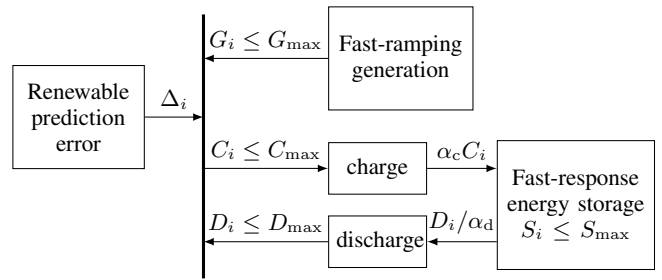 G_i ≤ G_max
Fast-ramping
generation
Renewable
prediction
error
Δ_i
C_i ≤ C_max
charge
α_c C_i
Fast-response
energy storage
S_i ≤ S_max
D_i ≤ D_max
discharge
D_i/α_d